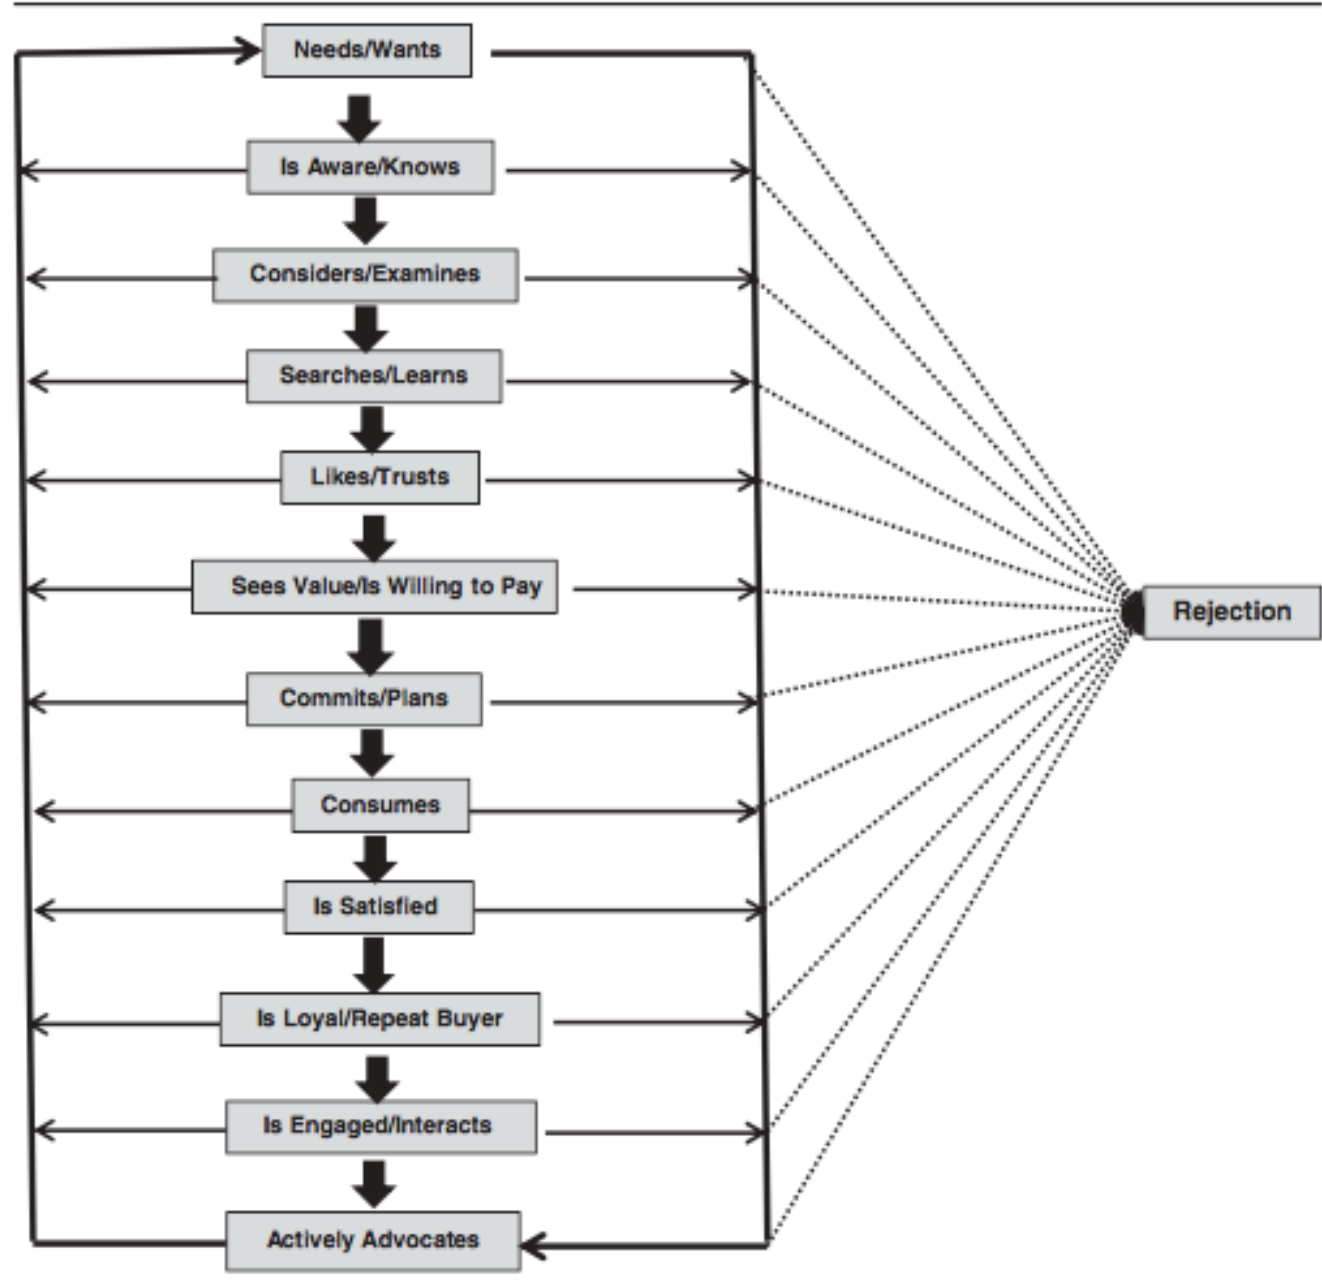 Needs/Wants
Is Aware/Knows
Considers/Examines
Searches/Learns
Likes/Trusts
Sees Value/Is Willing to Pay
Rejection
Commits/Plans
Consumes
Is Satisfied
Is Loyal/Repeat Buyer
Is Engaged/Interacts
Actively Advocates